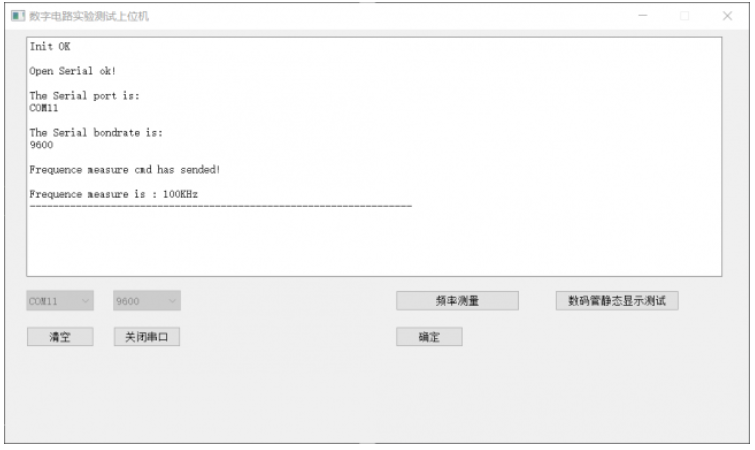 数字电路实验测试上位机
Init OK
Open Serial ok!
The Serial port is:
COM11
The Serial bondrate is:
9600
Frequence measure cmd has sended!
Frequence measure is : 100KHz
--------------------------------------------------------------------------------
COM11
9600
频率测量
数码管静态显示测试
清空
关闭串口
确定